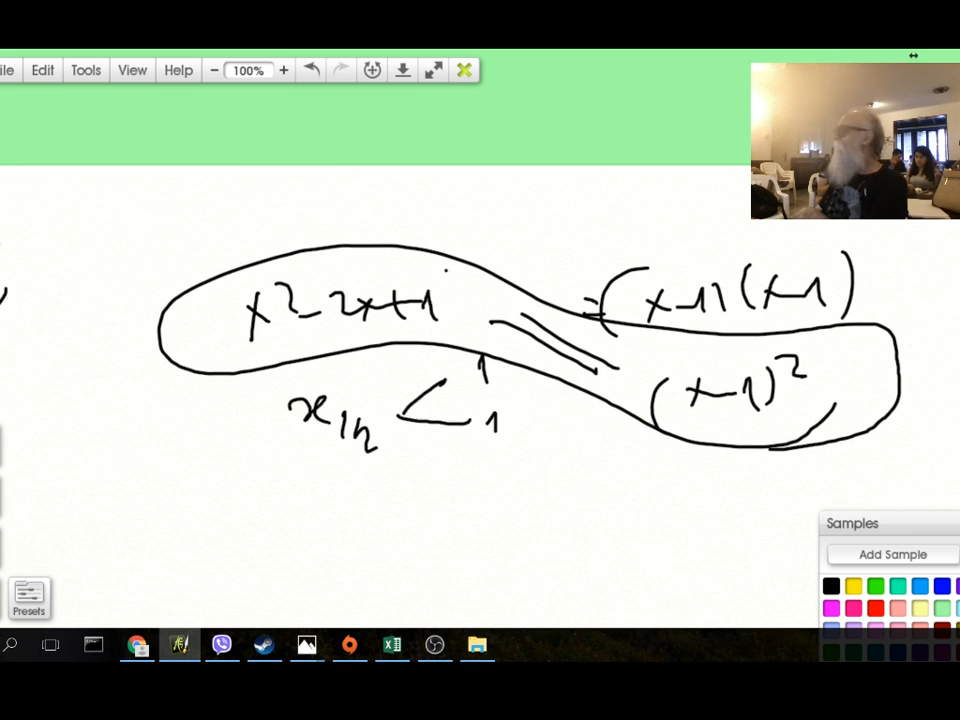 ile Edit Tools View Help − 100% +
x²-2x+1 =(x-1)(x-1)
(x-1)²
x₁,₂ < 1
1
Samples
Add Sample
Presets